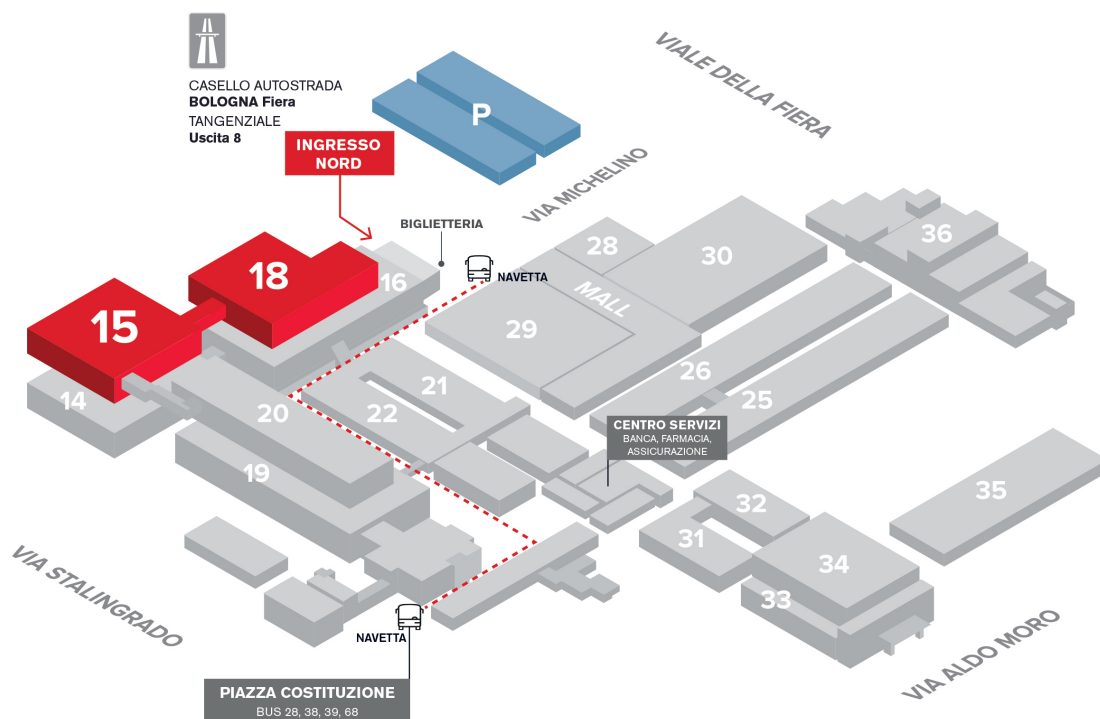 CASELLO AUTOSTRADA
BOLOGNA Fiera
TANGENZIALE
Uscita 8
P
VIALE DELLA FIERA
INGRESSO
NORD
VIA MICHELINO
BIGLIETTERIA
NAVETTA
28
30
36
18
16
MALL
15
29
14
20
21
22
26
25
CENTRO SERVIZI
BANCA, FARMACIA,
ASSICURAZIONE
19
32
35
31
34
33
VIA STALINGRADO
NAVETTA
VIA ALDO MORO
PIAZZA COSTITUZIONE
BUS 28, 38, 39, 68